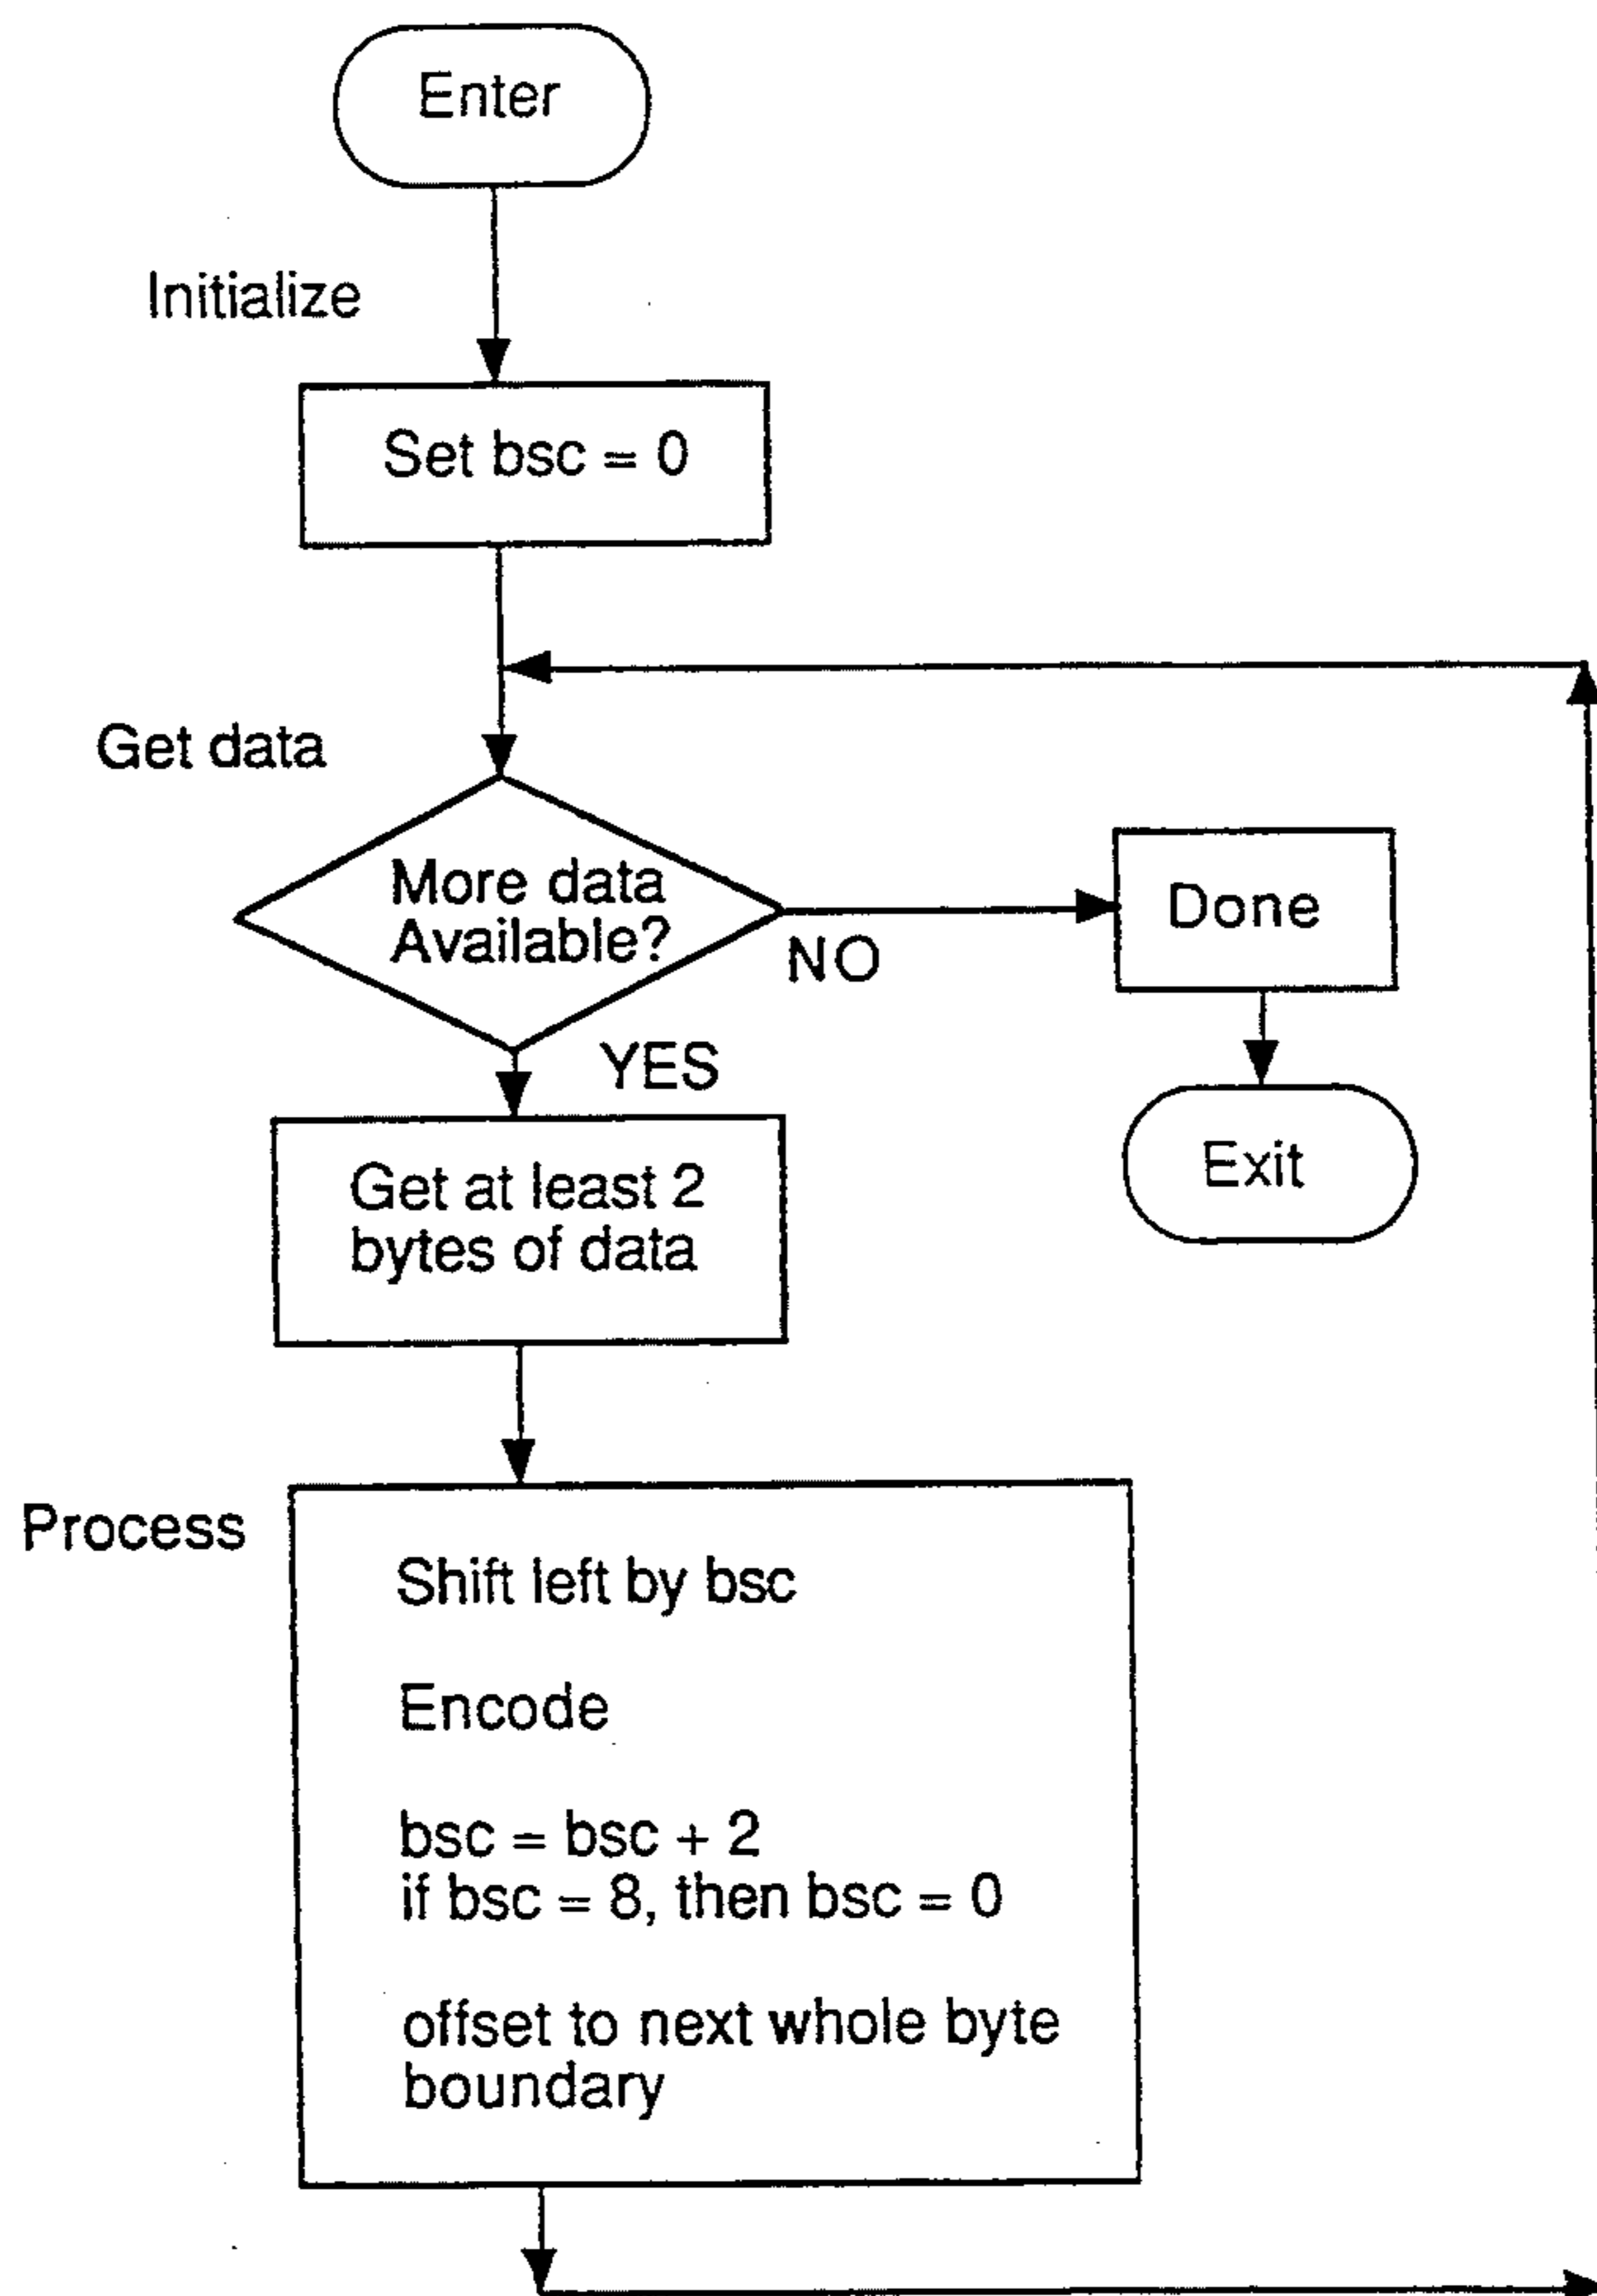 Enter
Initialize
Set bsc = 0
Get data
More data
Available?
NO
Done
YES
Get at least 2
bytes of data
Exit
Process
Shift left by bsc
Encode
bsc = bsc + 2
if bsc = 8, then bsc = 0
offset to next whole byte
boundary